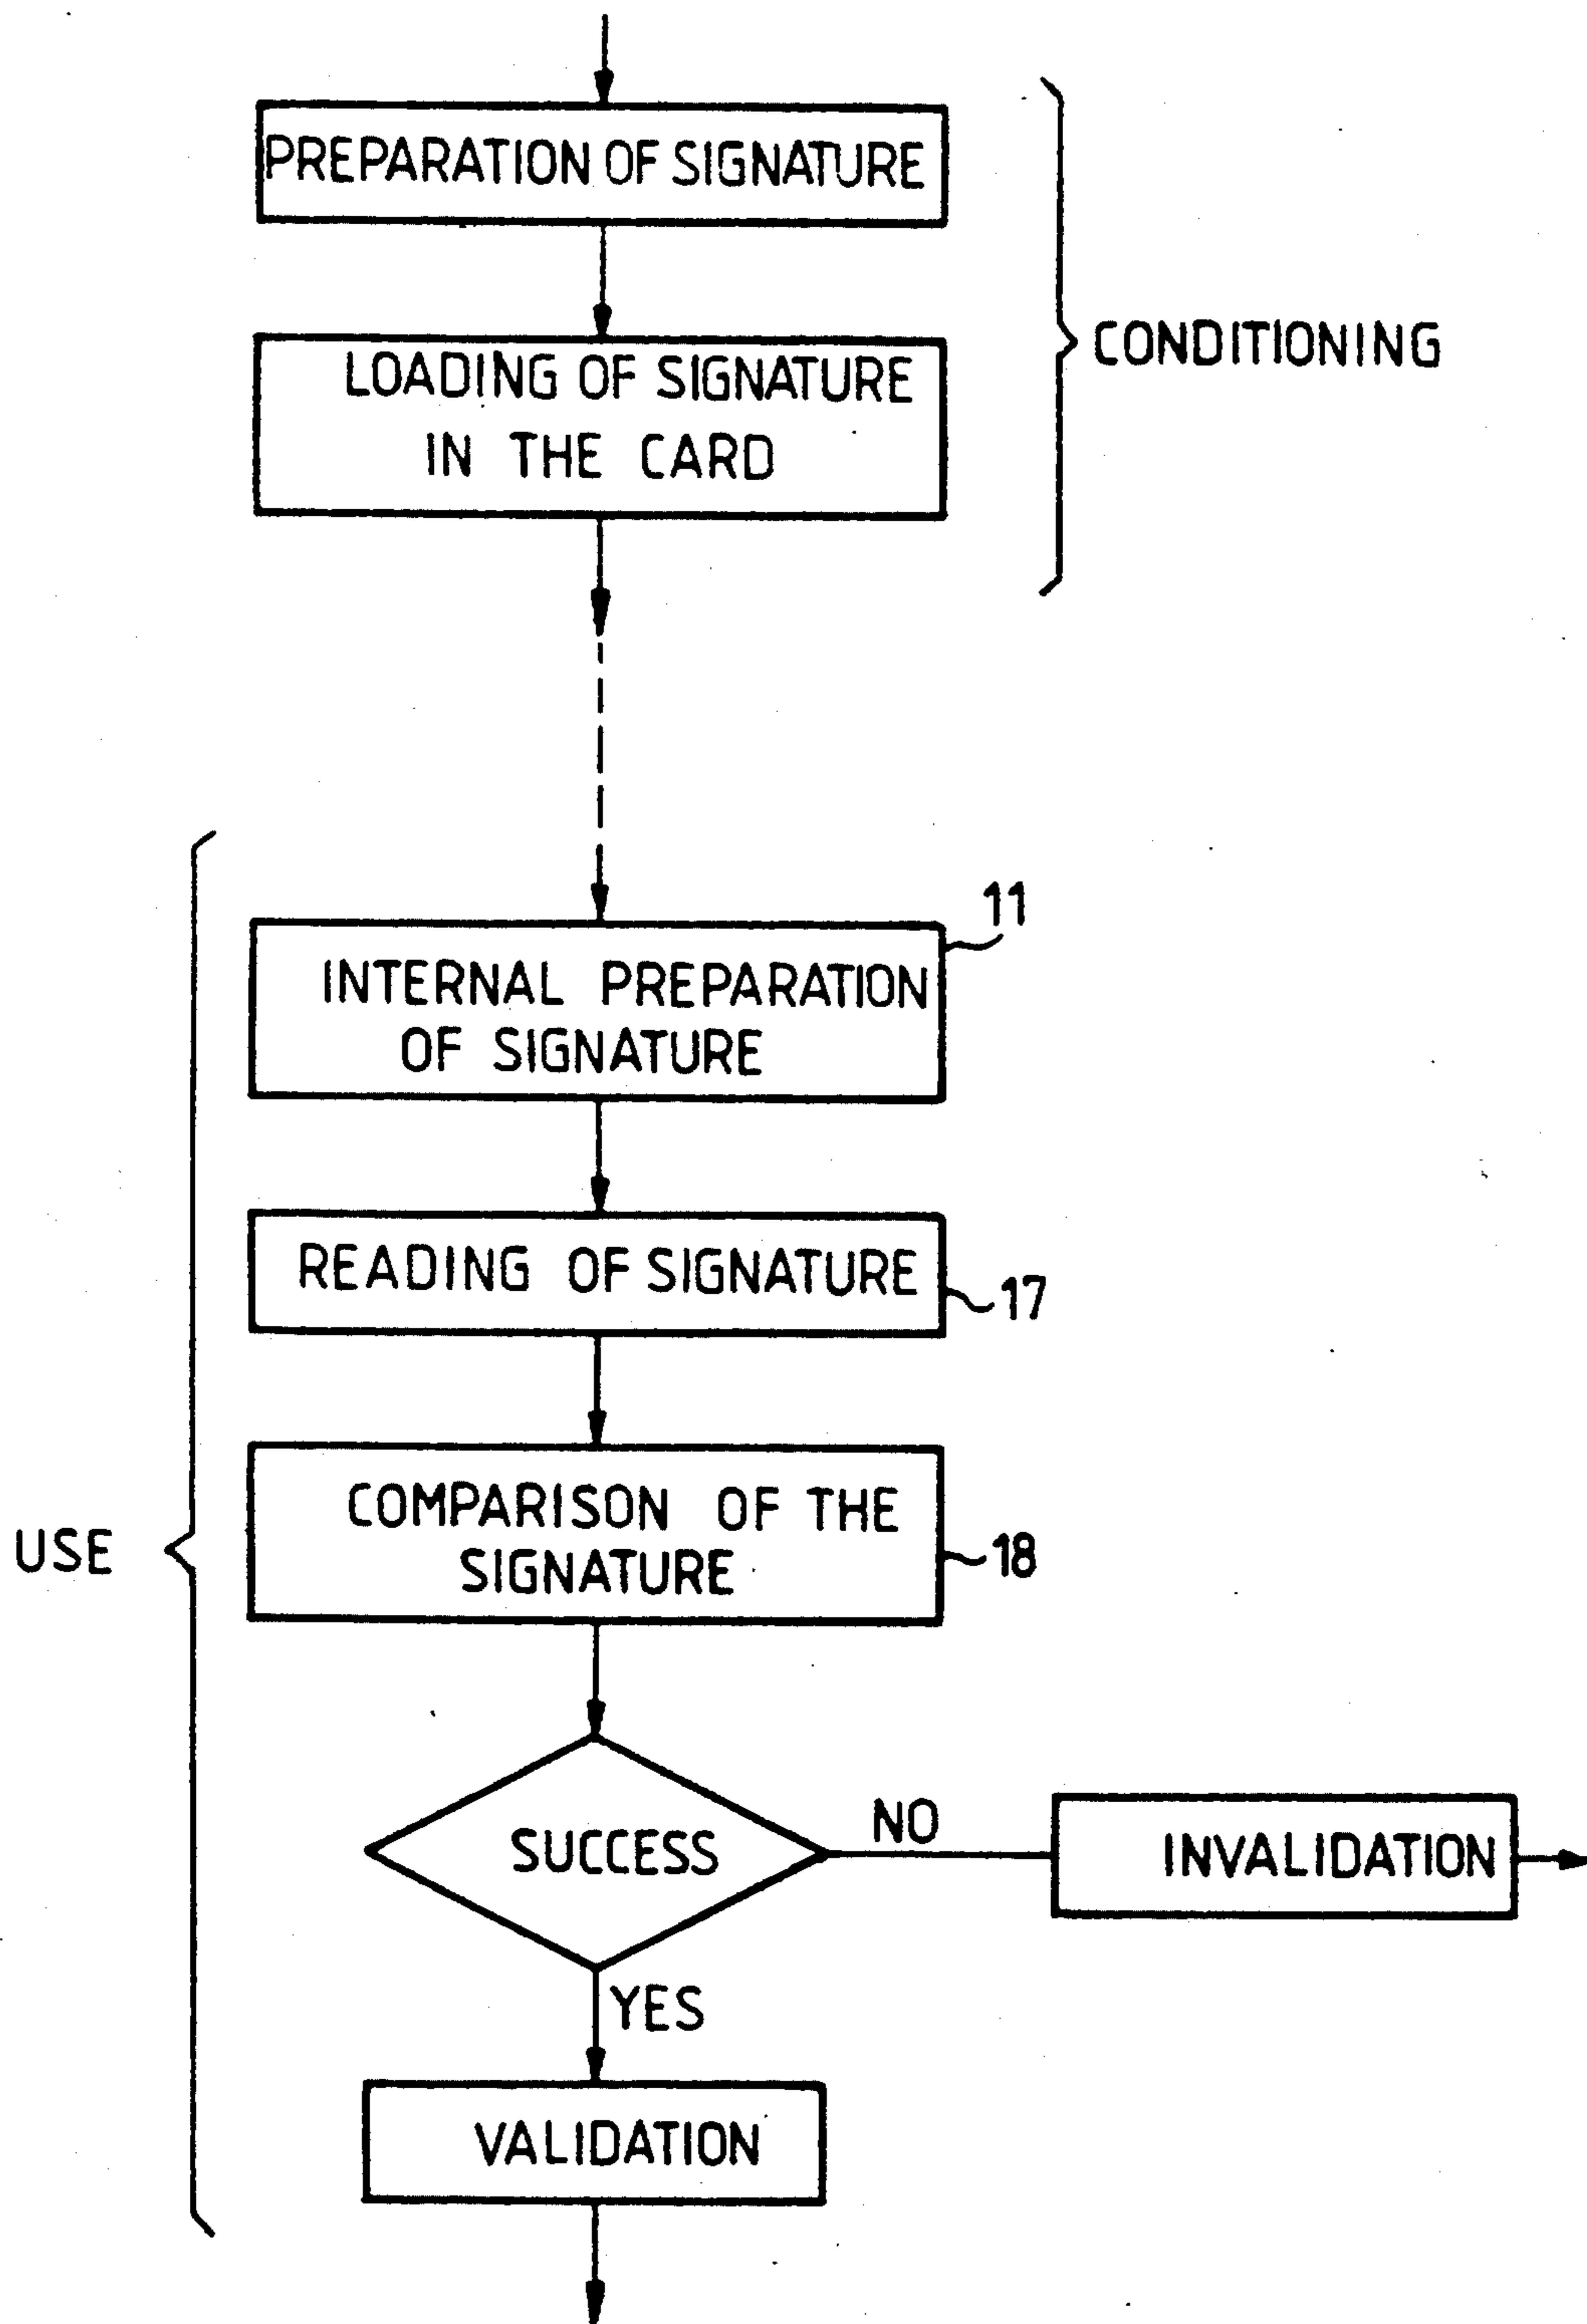 PREPARATION OF SIGNATURE
LOADING OF SIGNATURE
IN THE CARD
CONDITIONING
11
INTERNAL PREPARATION
OF SIGNATURE
READING OF SIGNATURE
17
COMPARISON OF THE
SIGNATURE
18
USE
SUCCESS
NO
INVALIDATION
YES
VALIDATION